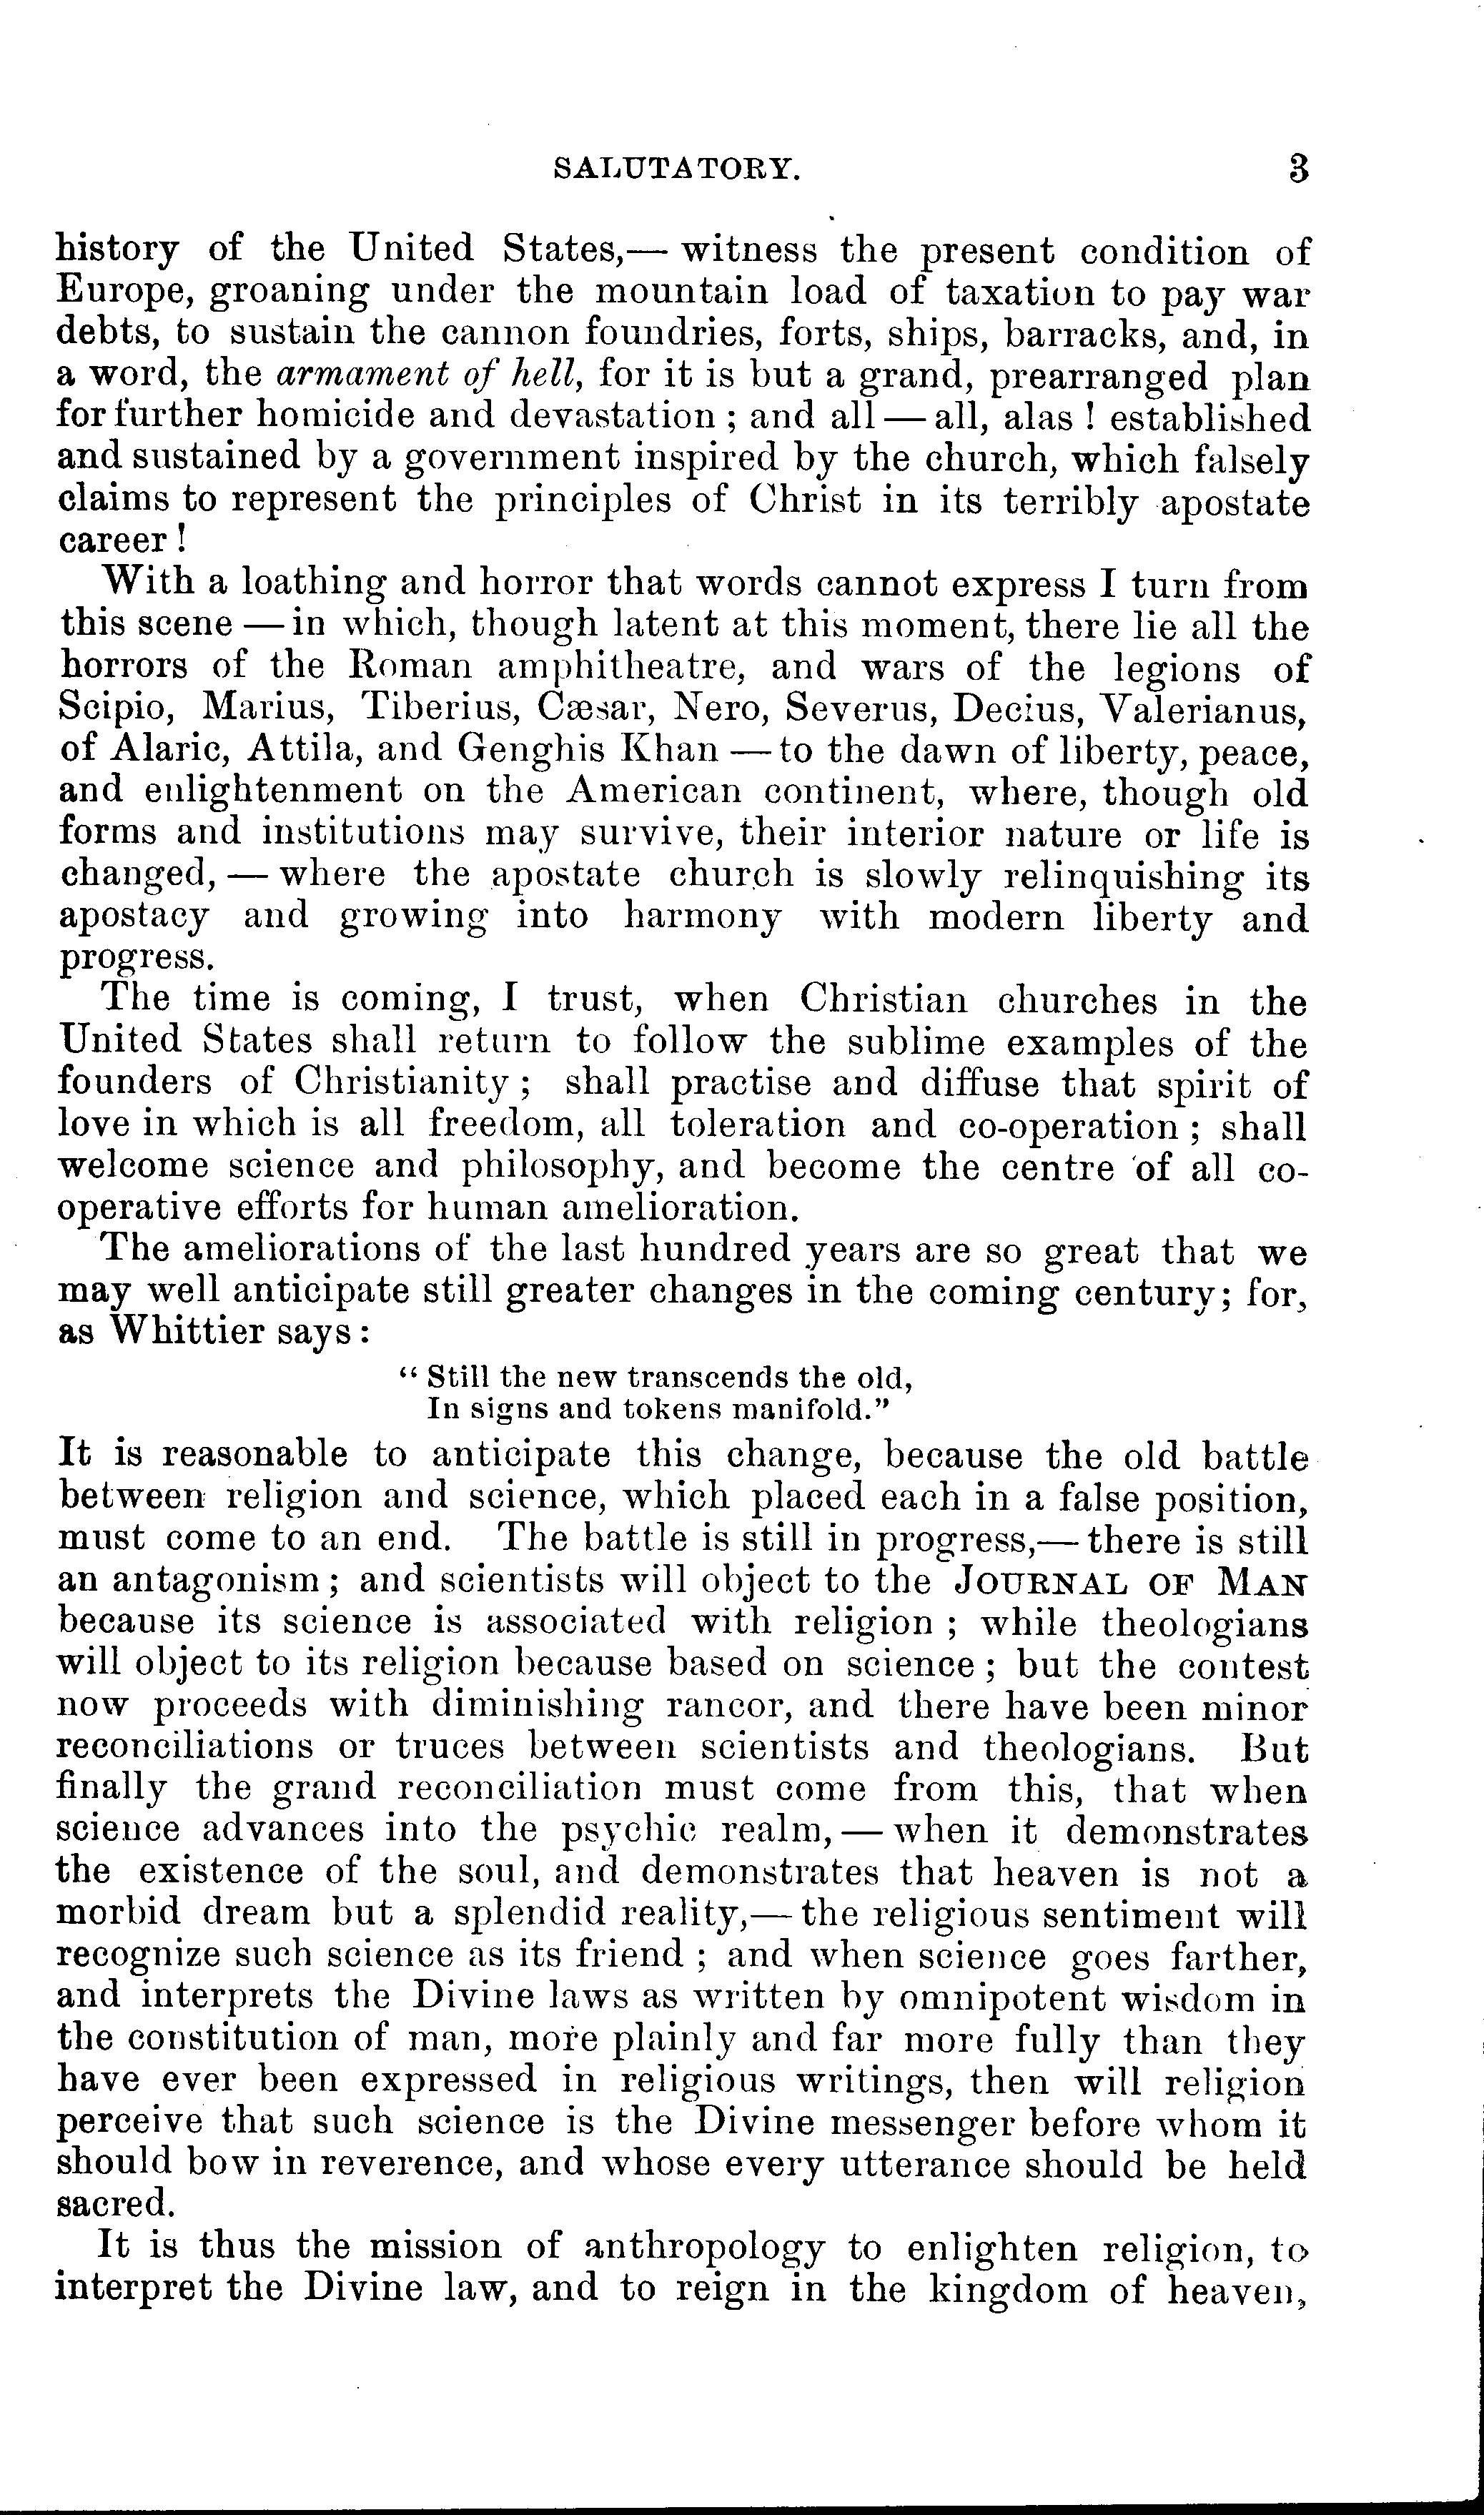 SALUTATORY. 3
history of the United States,— witness the present condition of
Europe, groaning under the mountain load of taxation to pay war
debts, to sustain the cannon foundries, forts, ships, barracks, and, in
a word, the armament of hell, for it is but a grand, prearranged plan
for further homicide and devastation ; and all — all, alas ! established
and sustained by a government inspired by the church, which falsely
claims to represent the principles of Christ in its terribly apostate
career !
With a loathing and horror that words cannot express I turn from
this scene — in which, though latent at this moment, there lie all the
horrors of the Roman amphitheatre, and wars of the legions of
Scipio, Marius, Tiberius, Cæsar, Nero, Severus, Decius, Valerianus,
of Alaric, Attila, and Genghis Khan — to the dawn of liberty, peace,
and enlightenment on the American continent, where, though old
forms and institutions may survive, their interior nature or life is
changed, — where the apostate church is slowly relinquishing its
apostacy and growing into harmony with modern liberty and
progress.
The time is coming, I trust, when Christian churches in the
United States shall return to follow the sublime examples of the
founders of Christianity ; shall practise and diffuse that spirit of
love in which is all freedom, all toleration and co-operation ; shall
welcome science and philosophy, and become the centre of all co-
operative efforts for human amelioration.
The ameliorations of the last hundred years are so great that we
may well anticipate still greater changes in the coming century; for,
as Whittier says :
“ Still the new transcends the old,
In signs and tokens manifold.”
It is reasonable to anticipate this change, because the old battle
between religion and science, which placed each in a false position,
must come to an end. The battle is still in progress,— there is still
an antagonism ; and scientists will object to the JOURNAL OF MAN
because its science is associated with religion ; while theologians
will object to its religion because based on science ; but the contest
now proceeds with diminishing rancor, and there have been minor
reconciliations or truces between scientists and theologians. But
finally the grand reconciliation must come from this, that when
science advances into the psychic realm, — when it demonstrates
the existence of the soul, and demonstrates that heaven is not a
morbid dream but a splendid reality,— the religious sentiment will
recognize such science as its friend ; and when science goes farther,
and interprets the Divine laws as written by omnipotent wisdom in
the constitution of man, more plainly and far more fully than they
have ever been expressed in religious writings, then will religion
perceive that such science is the Divine messenger before whom it
should bow in reverence, and whose every utterance should be held
sacred.
It is thus the mission of anthropology to enlighten religion, to
interpret the Divine law, and to reign in the kingdom of heaven,